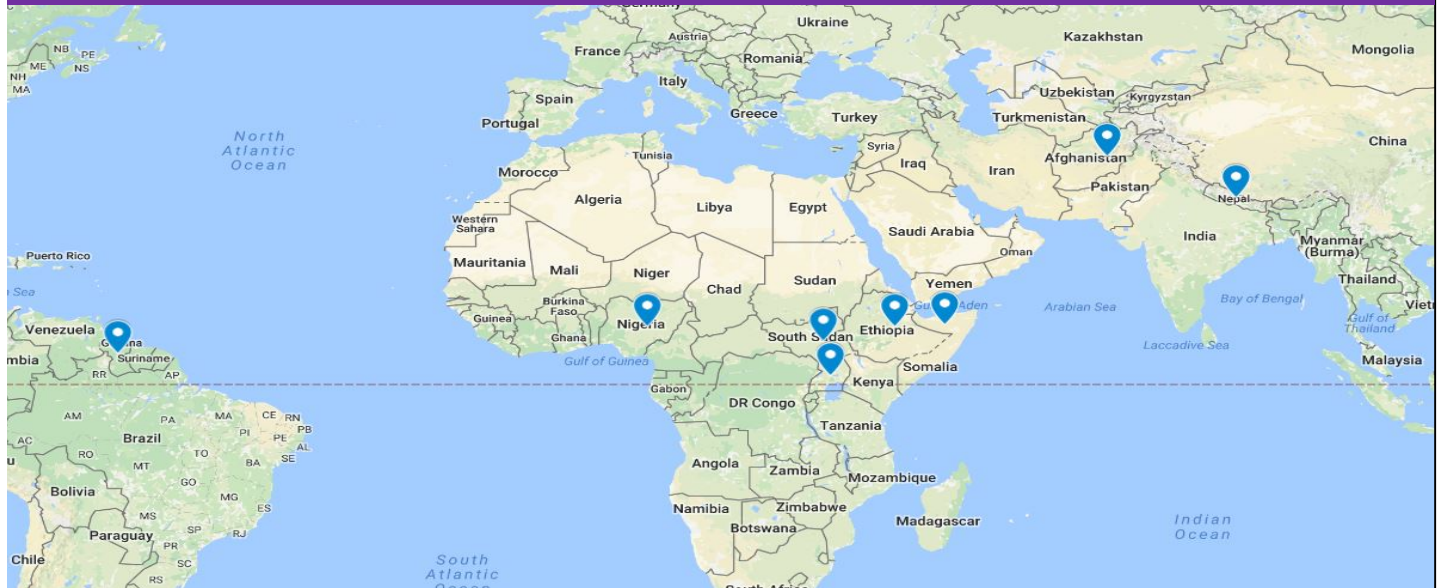 Germany
Ukraine
Austria
Kazakhstan
France
Mongolia
Romania
NB
PE
ME
NS
NH
MA
Italy
Uzbekistan
Kyrgyzstan
Spain
Greece
Turkey
Turkmenistan
Portugal
North
Atlantic
Ocean
China
Syria
Tunisia
Iraq
Afghanistan
Morocco
Iran
Pakistan
Algeria
Libya
Egypt
Nepal
Western
Sahara
Saudi Arabia
India
Myanmar
(Burma)
Oman
Puerto Rico
Mauritania
Mali
Niger
Sudan
Yemen
Thailand
Chad
n Sea
Burkina
Faso
Aden
Arabian Sea
Bay of Bengal
Viet
Guinea
Nigeria
Gulf of
Thailand
Venezuela
Ghana
South Sudan
Ethiopia
Laccadive Sea
mbia
Suriname
Gulf of Guinea
Malaysia
Somalia
RR
AP
Gabon
Kenya
DR Congo
AM
PA
MA
CE
RN
PB
PI
PE
AL
Tanzania
AC
Brazil
RO
TO
SE
MT
BA
Angola
Zambia
Bolivia
GO
MG
Mozambique
ES
Namibia
Zimbabwe
MS
SP
RJ
Botswana
Madagascar
Indian
Ocean
Paraguay
PR
Chile
SC
South
Atlantic
Ocean
RS
South Africa